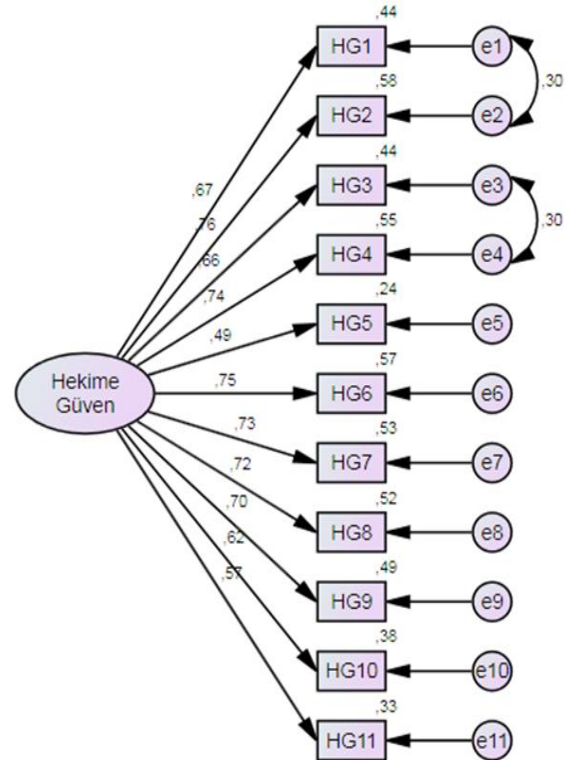 ,44
HG1
e1
,30
,58
HG2
e2
,67
,44
HG3
e3
,30
,76
,55
HG4
e4
,66
,24
HG5
e5
,74
,49
,57
HG6
e6
Hekime
Güven
,75
,53
HG7
e7
,73
,52
HG8
e8
,72
,49
HG9
e9
,70
,62
,38
HG10
e10
,57
,33
HG11
e11